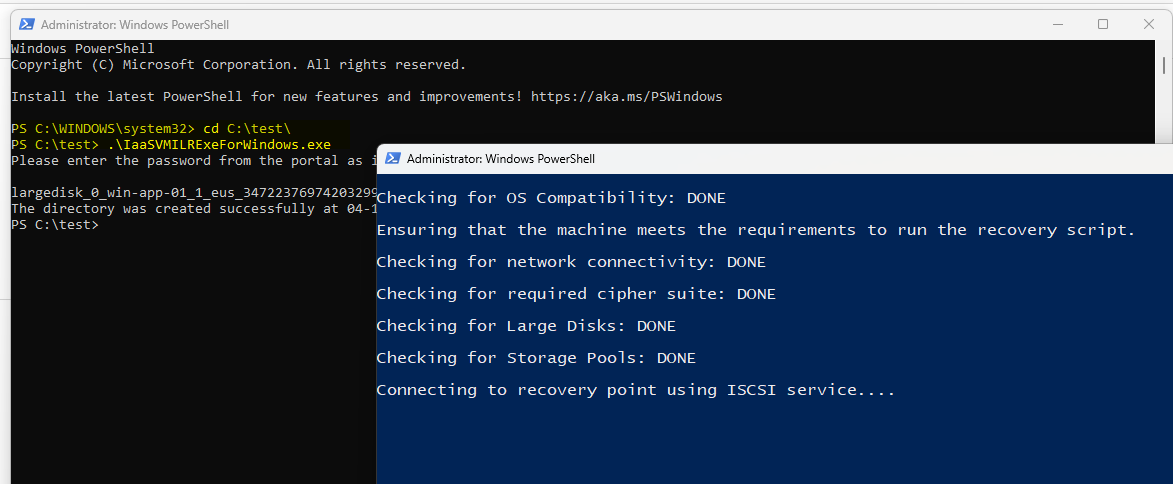 Administrator: Windows PowerShell
Windows PowerShell
Copyright (C) Microsoft Corporation. All rights reserved.
Install the latest PowerShell for new features and improvements! https://aka.ms/PSWindows
PS C:\WINDOWS\system32> cd C:\test\
PS C:\test> .\IaaSVMILRExeForWindows.exe
Please enter the password from the portal as i
largedisk_0_win-app-01_1_eus_34722376974203299
The directory was created successfully at 04-1
PS C:\test>
Administrator: Windows PowerShell
Checking for OS Compatibility: DONE
Ensuring that the machine meets the requirements to run the recovery script.
Checking for network connectivity: DONE
Checking for required cipher suite: DONE
Checking for Large Disks: DONE
Checking for Storage Pools: DONE
Connecting to recovery point using ISCSI service....